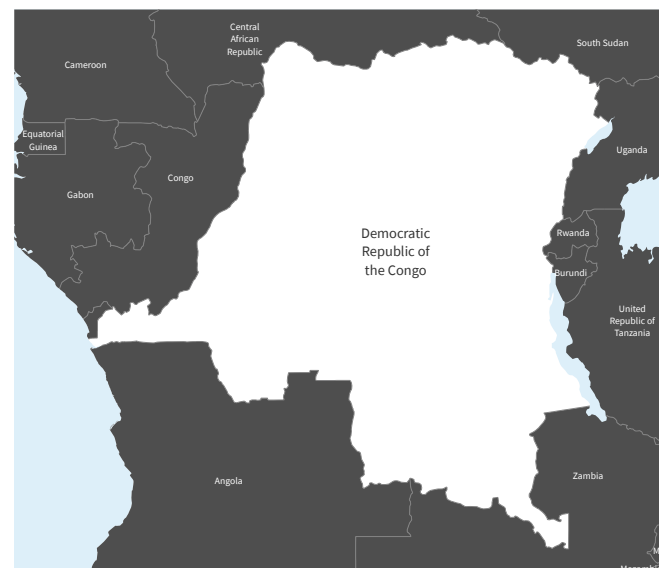 Central
African
Republic
South Sudan
Cameroon
Equatorial
Guinea
Uganda
Congo
Gabon
Democratic
Republic of
the Congo
Rwanda
Burundi
United
Republic of
Tanzania
Angola
Zambia